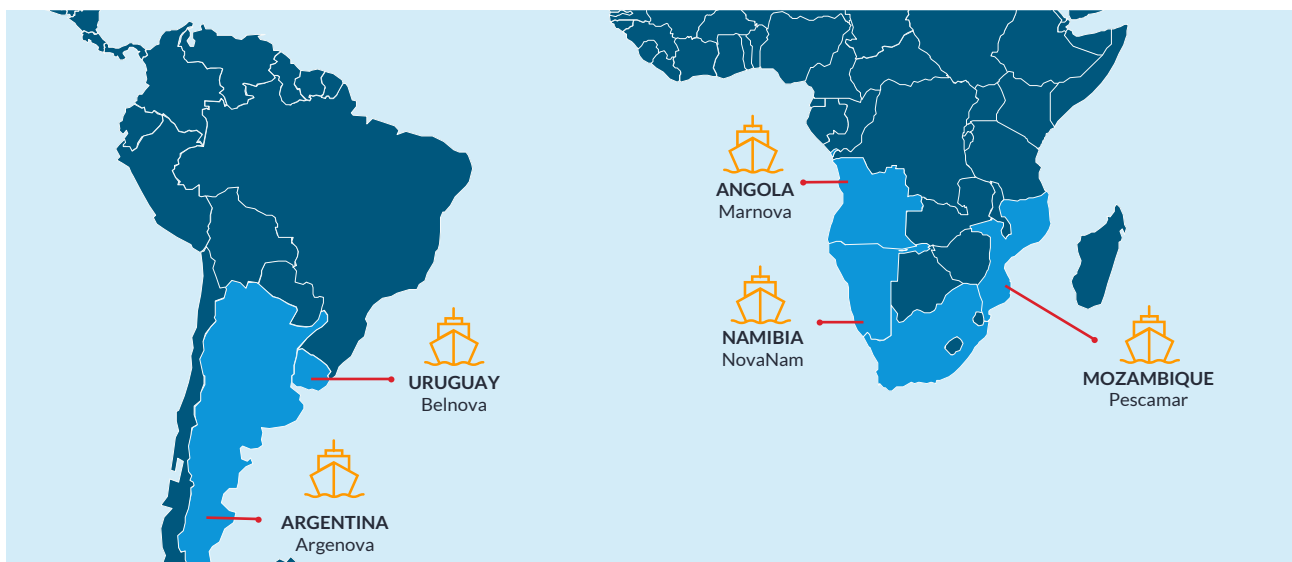 ANGOLA
Marnova
NAMIBIA
NovaNam
MOZAMBIQUE
Pescamar
URUGUAY
Belnova
ARGENTINA
Argenova